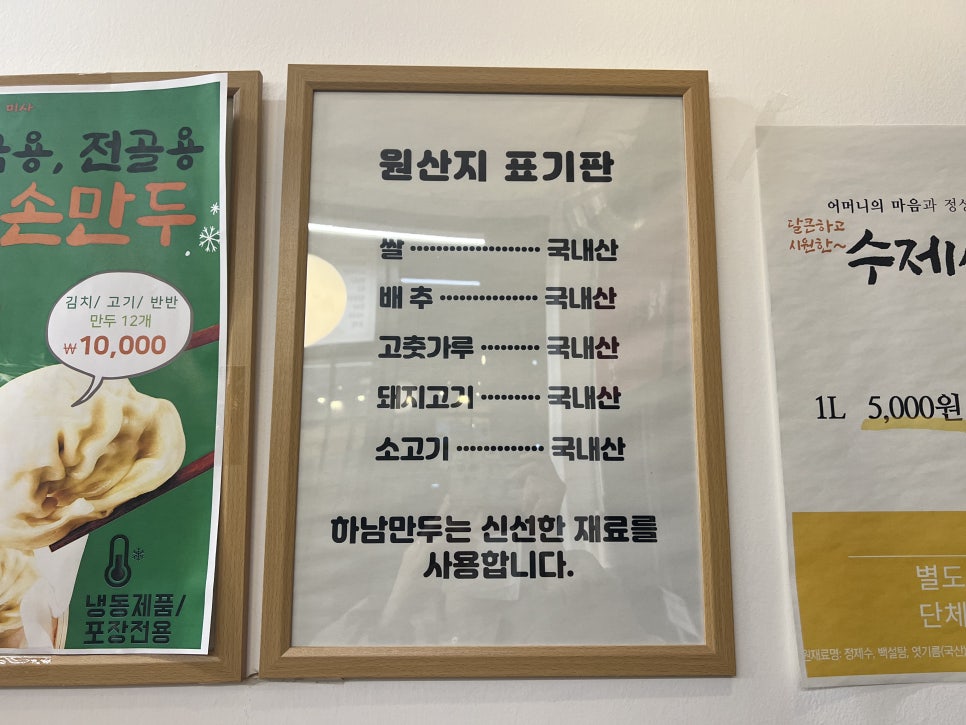 미사
용, 전골용
손만두
김치/ 고기/ 반반
만두 12개
₩10,000
냉동제품/
포장전용
원산지 표기판
쌀 ························ 국내산
배 추 ·················· 국내산
고춧가루 ·········· 국내산
돼지고기 ·········· 국내산
소고기 ················ 국내산
하남만두는 신선한 재료를
사용합니다.
어머니의 마음과 정성
달큰하고
시원한~
수제
1L 5,000원
별도
단체
원재료명: 정제수, 백설탕, 엿기름(국산)